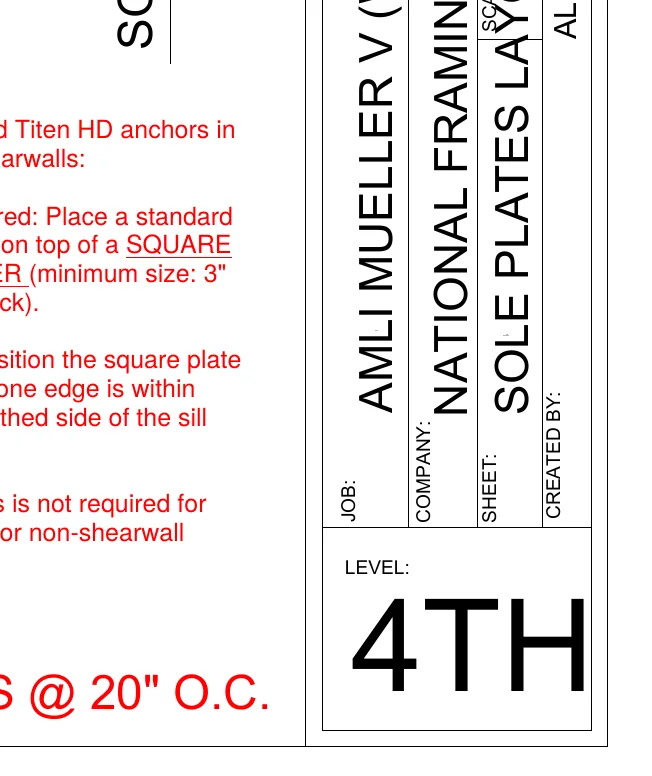 SC
d Titen HD anchors in
arwalls:
red: Place a standard
on top of a SQUARE
ER (minimum size: 3"
ck).
sition the square plate
one edge is within
thed side of the sill
s is not required for
or non-shearwall
S @ 20" O.C.
JOB:
AMLI MUELLER V (
COMPANY:
NATIONAL FRAMIN
SHEET:
SOLE PLATES LAYO
SCA
CREATED BY:
AL
LEVEL:
4TH